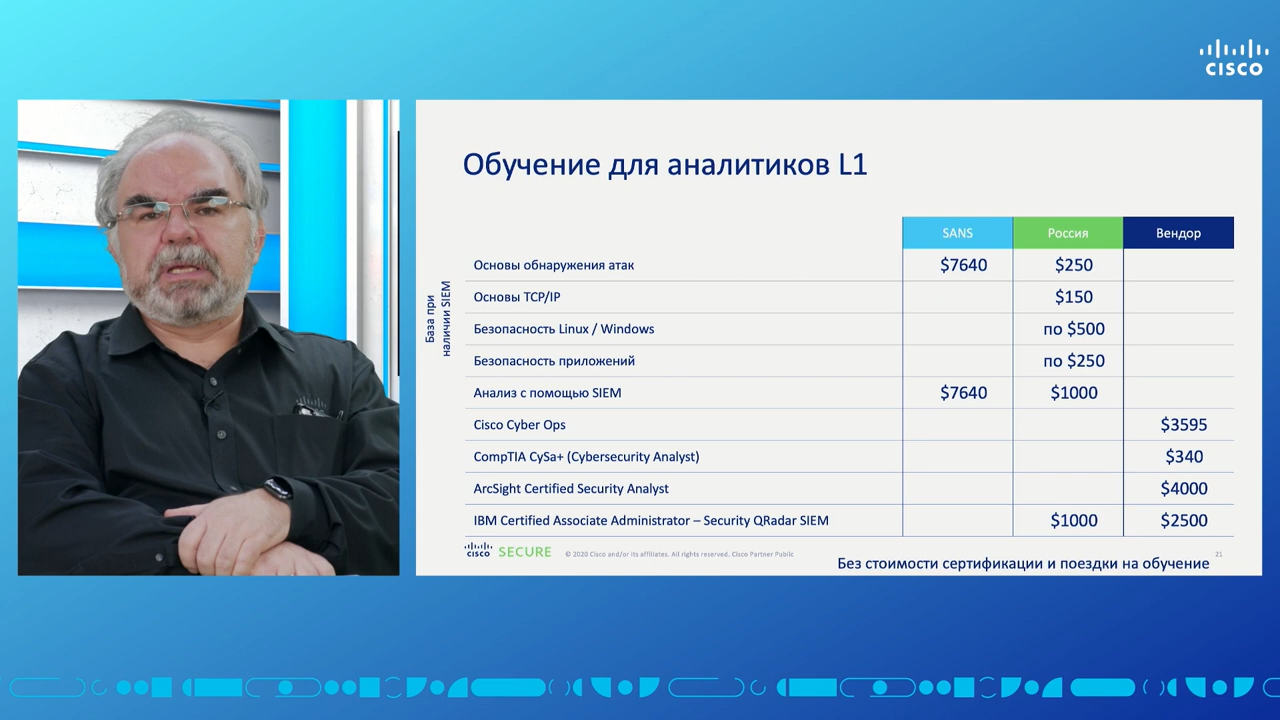 CISCO
Обучение для аналитиков L1
SANS Россия Вендор
База при
наличии SIEM
Основы обнаружения атак $7640 $250
Основы TCP/IP $150
Безопасность Linux / Windows по $500
Безопасность приложений по $250
Анализ с помощью SIEM $7640 $1000
Cisco Cyber Ops $3595
CompTIA CySa+ (Cybersecurity Analyst) $340
ArcSight Certified Security Analyst $4000
IBM Certified Associate Administrator – Security QRadar SIEM $1000 $2500
CISCO SECURE © 2020 Cisco and/or its affiliates. All rights reserved. Cisco Partner Public 21
Без стоимости сертификации и поездки на обучение